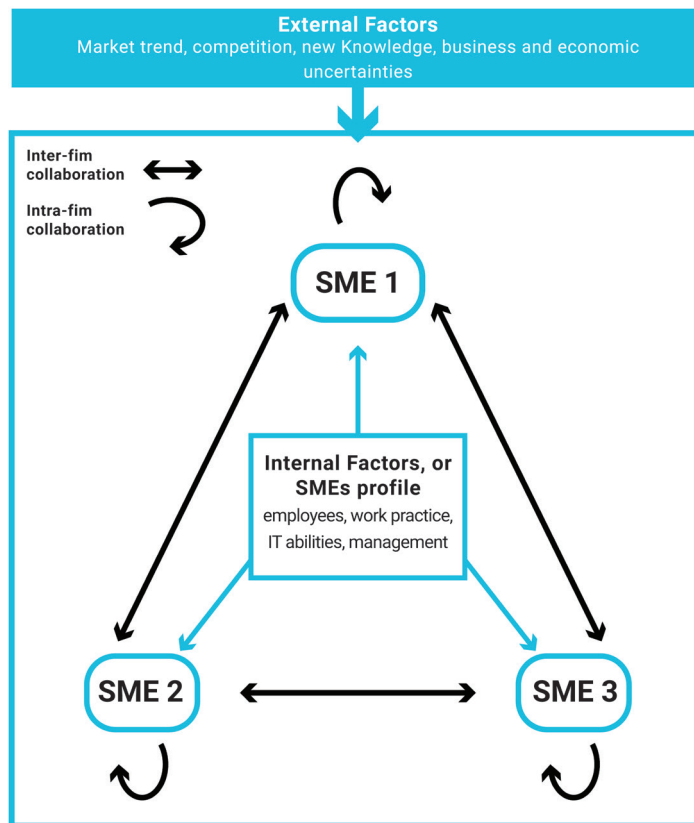 External Factors
Market trend, competition, new Knowledge, business and economic
uncertainties
Inter-fim
collaboration
Intra-fim
collaboration
SME 1
Internal Factors, or
SMEs profile
employees, work practice,
IT abilities, management
SME 2
SME 3